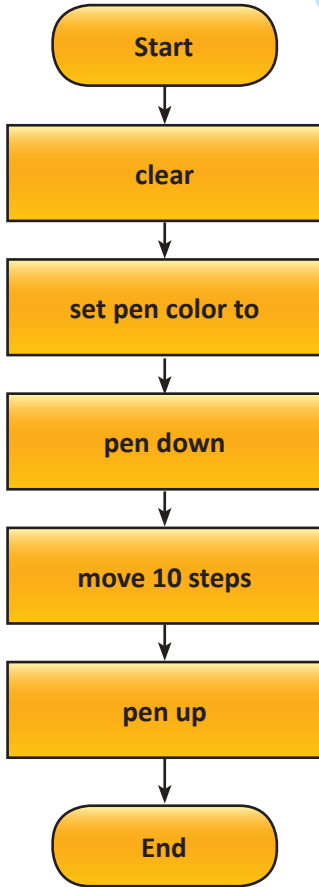 Start
clear
set pen color to
pen down
move 10 steps
pen up
End